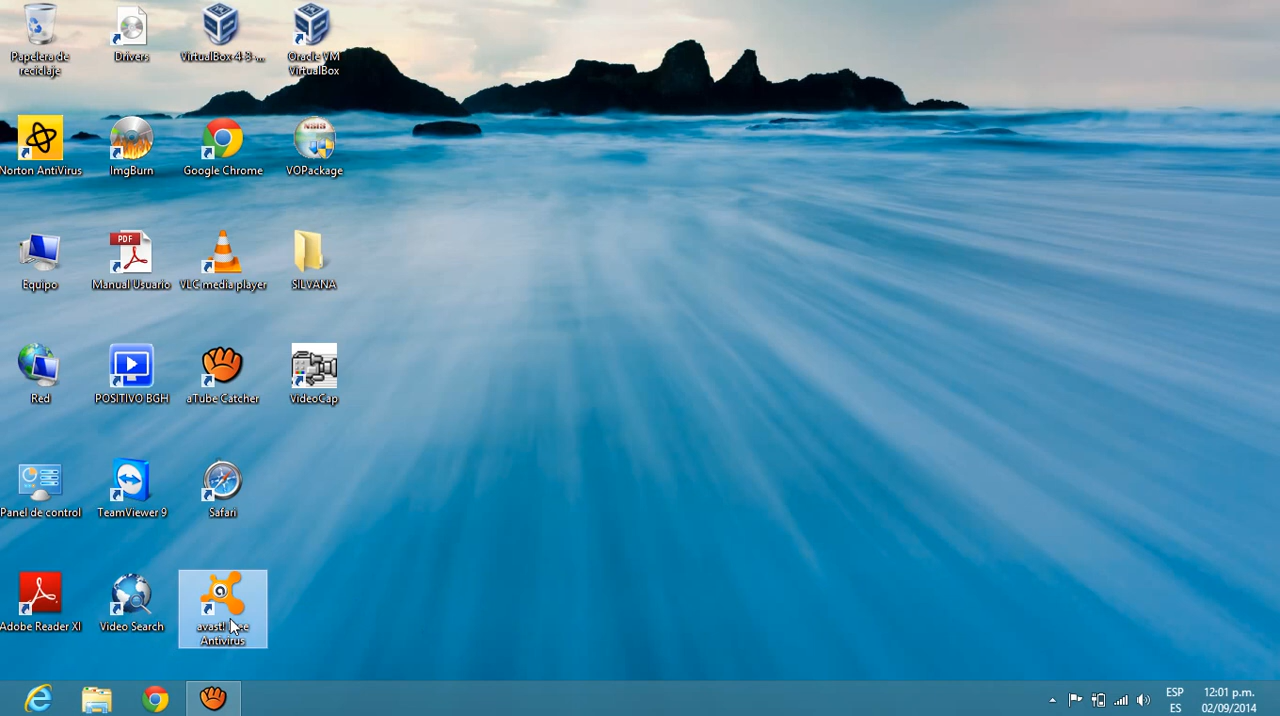 Papelera de
reciclaje
Drivers
VirtualBox 4-3-...
Oracle VM
VirtualBox
Norton AntiVirus
ImgBurn
Google Chrome
Nata
VOPackage
Equipo
PDF
Manual Usuario
VLC media player
SILVANA
Red
POSITIVO BGH
aTube Catcher
VideoCap
Panel de control
TeamViewer 9
Safari
Adobe Reader XI
Video Search
avast!
Antivirus
ESP
ES
12:01 p.m.
02/09/2014